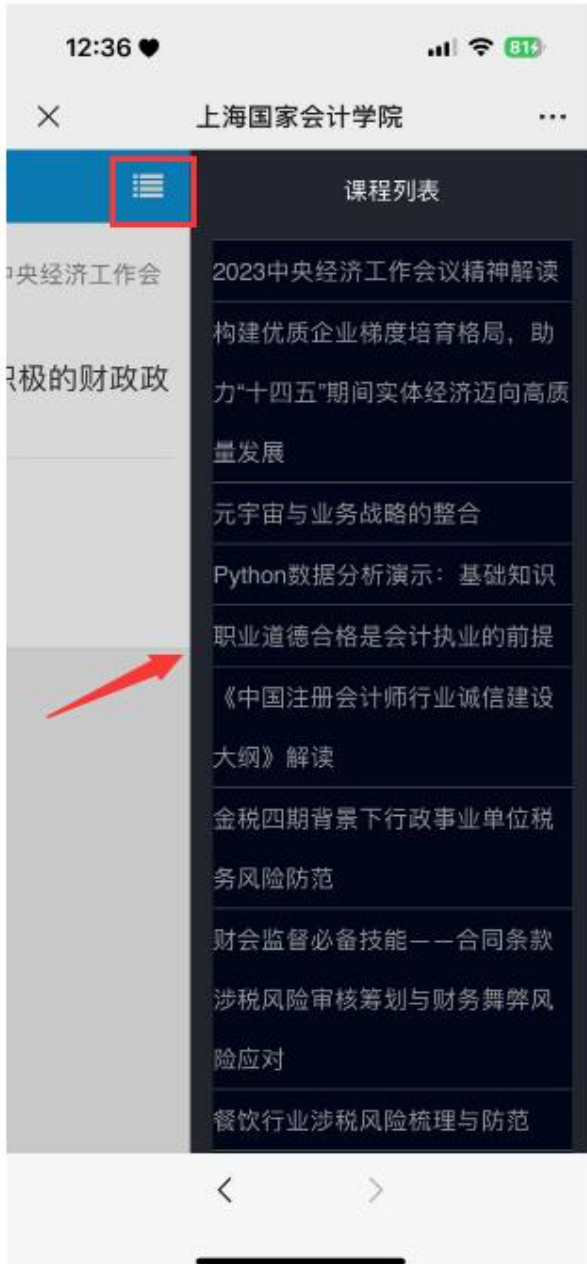 12:36
81
上海国家会计学院
课程列表
中央经济工作会
积极的财政政
2023中央经济工作会议精神解读
构建优质企业梯度培育格局，助
力“十四五”期间实体经济迈向高质
量发展
元宇宙与业务战略的整合
Python数据分析演示：基础知识
职业道德合格是会计执业的前提
《中国注册会计师行业诚信建设
大纲》解读
金税四期背景下行政事业单位税
务风险防范
财会监督必备技能——合同条款
涉税风险审核筹划与财务舞弊风
险应对
餐饮行业涉税风险梳理与防范